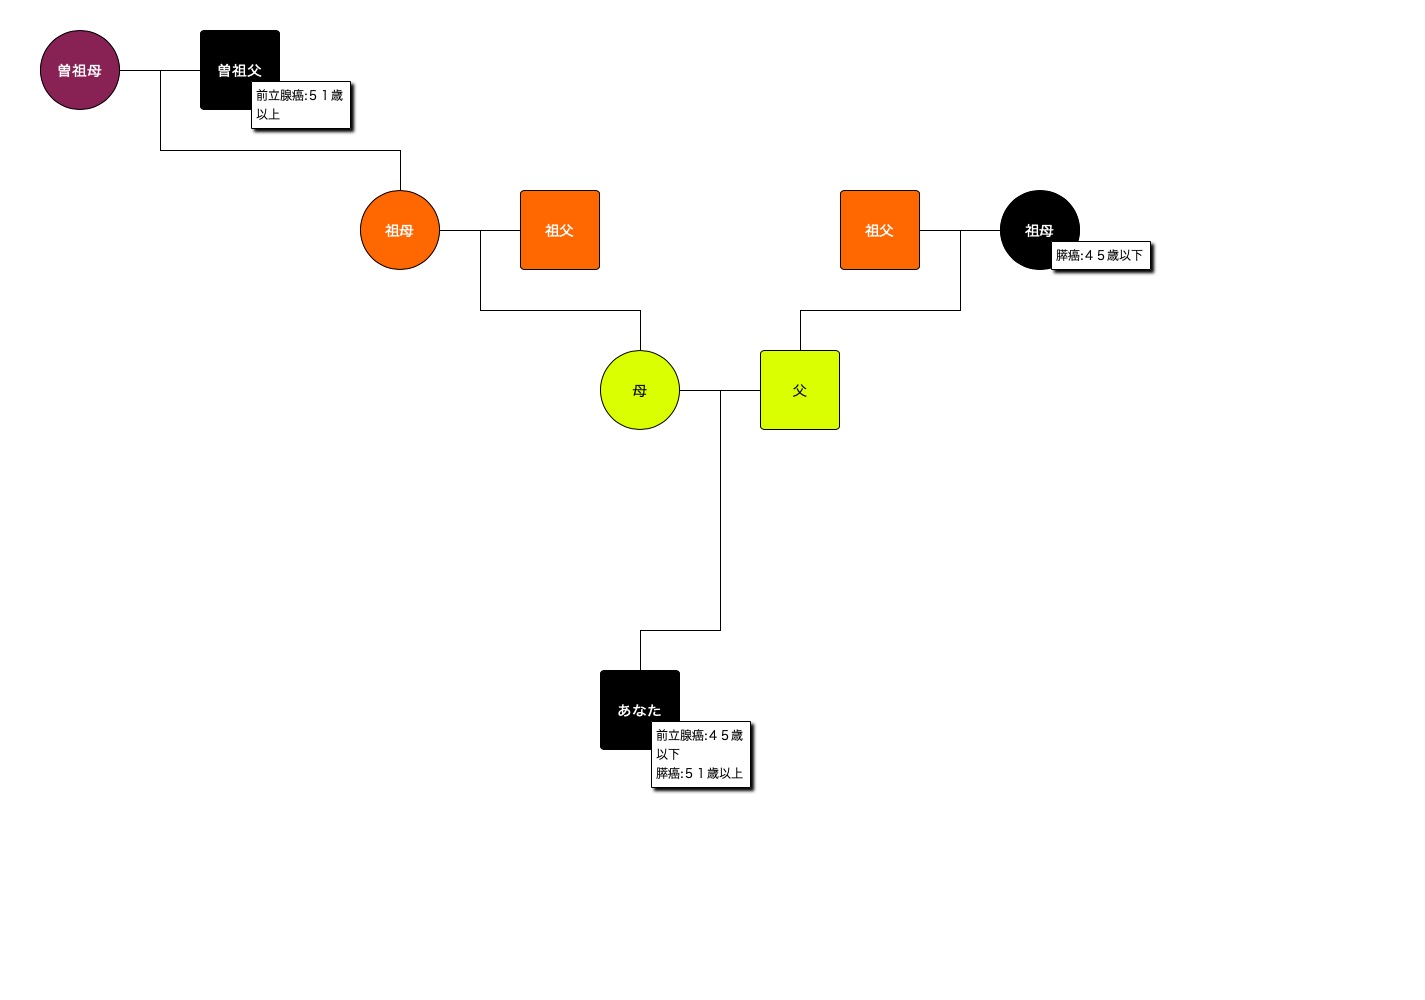 曽祖母
曽祖父
前立腺癌:５１歳
以上
祖母
祖父
祖父
祖母
膵癌:４５歳以下
母
父
あなた
前立腺癌:４５歳
以下
膵癌:５１歳以上